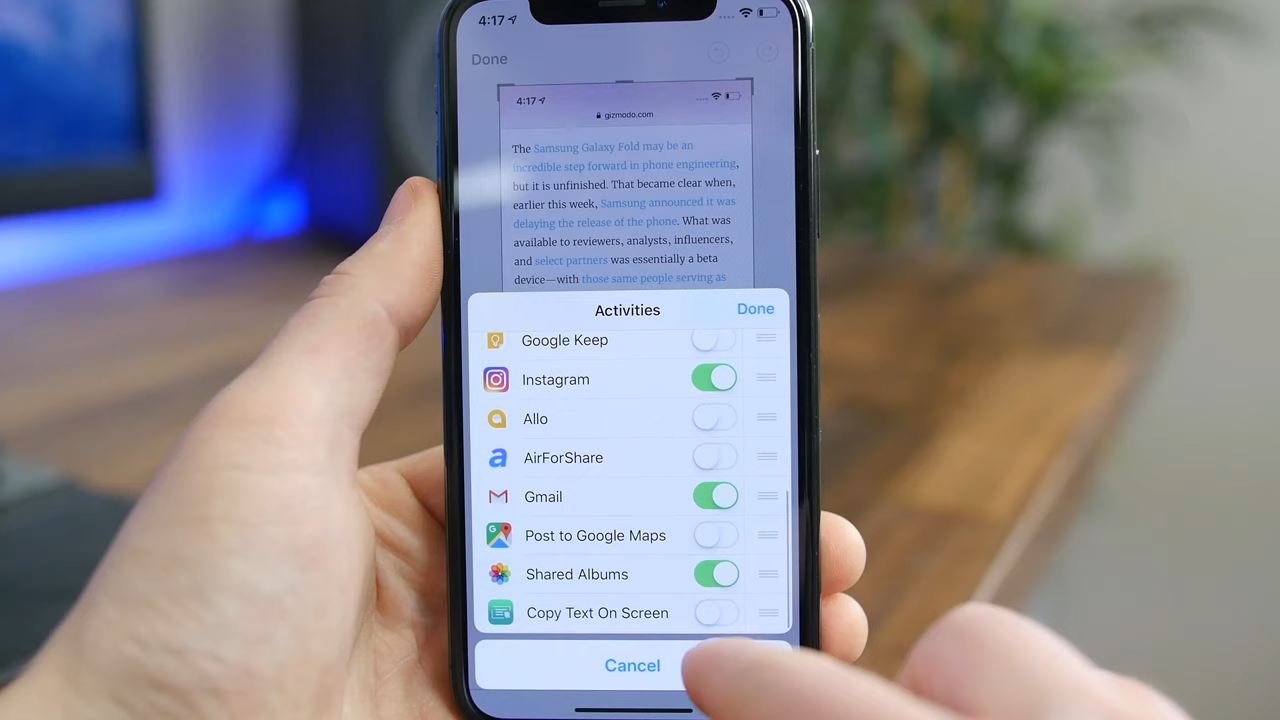 4:17
Done
4:17
gizmodo.com
The Samsung Galaxy Fold may be an
incredible step forward in phone engineering,
but it is unfinished. That became clear when,
earlier this week, Samsung announced it was
delaying the release of the phone. What was
available to reviewers, analysts, influencers,
and select partners was essentially a beta
device—with those same people serving as
Activities
Done
Google Keep
Instagram
Allo
AirForShare
Gmail
Post to Google Maps
Shared Albums
Copy Text On Screen
Cancel